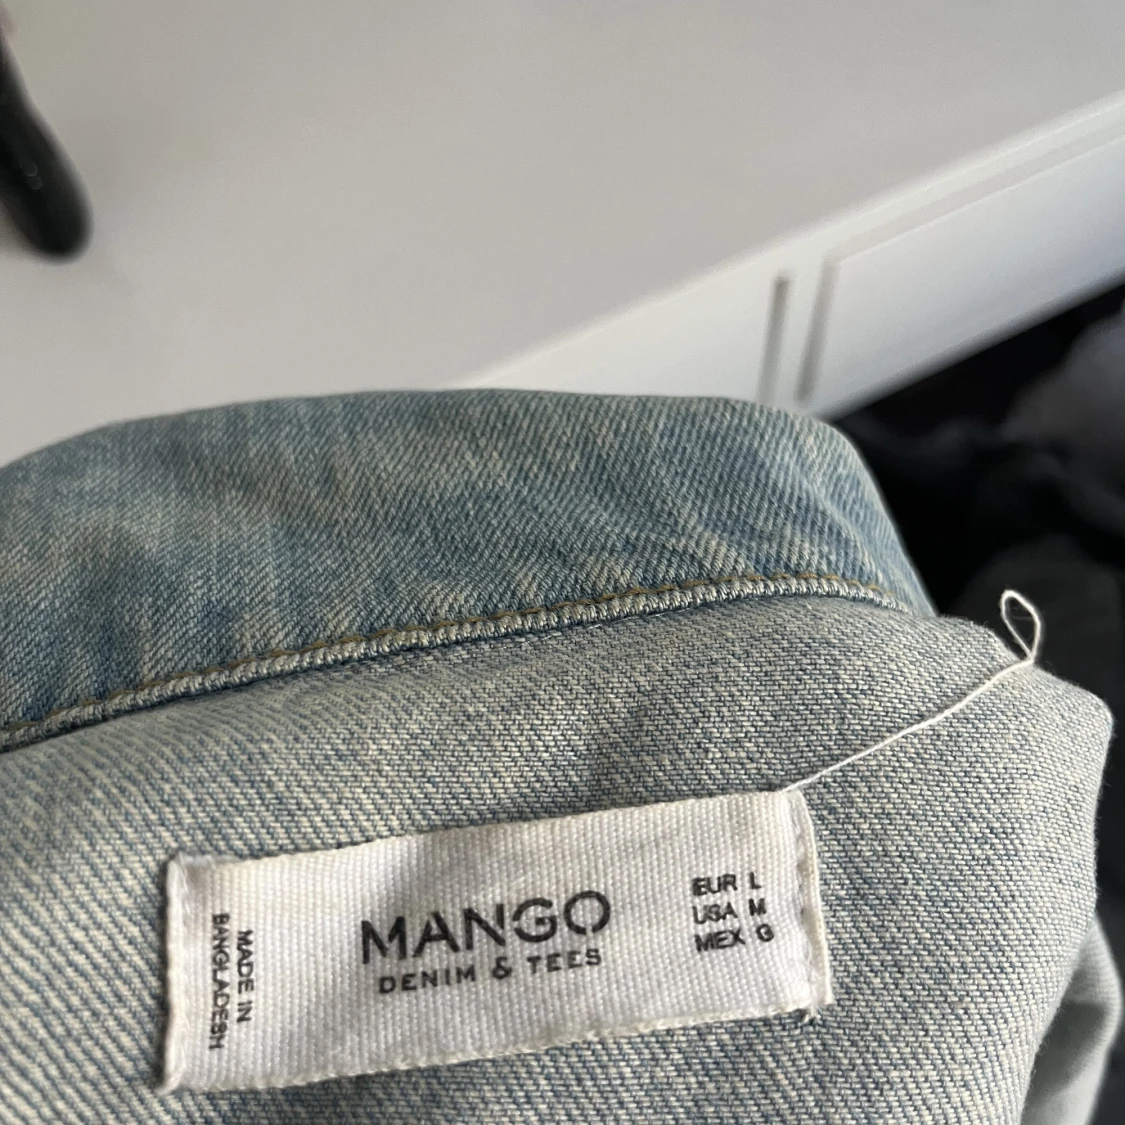 MADE IN
BANGLADESH
MANGO
DENIM & TEES
EUR L
USA M
MEX G